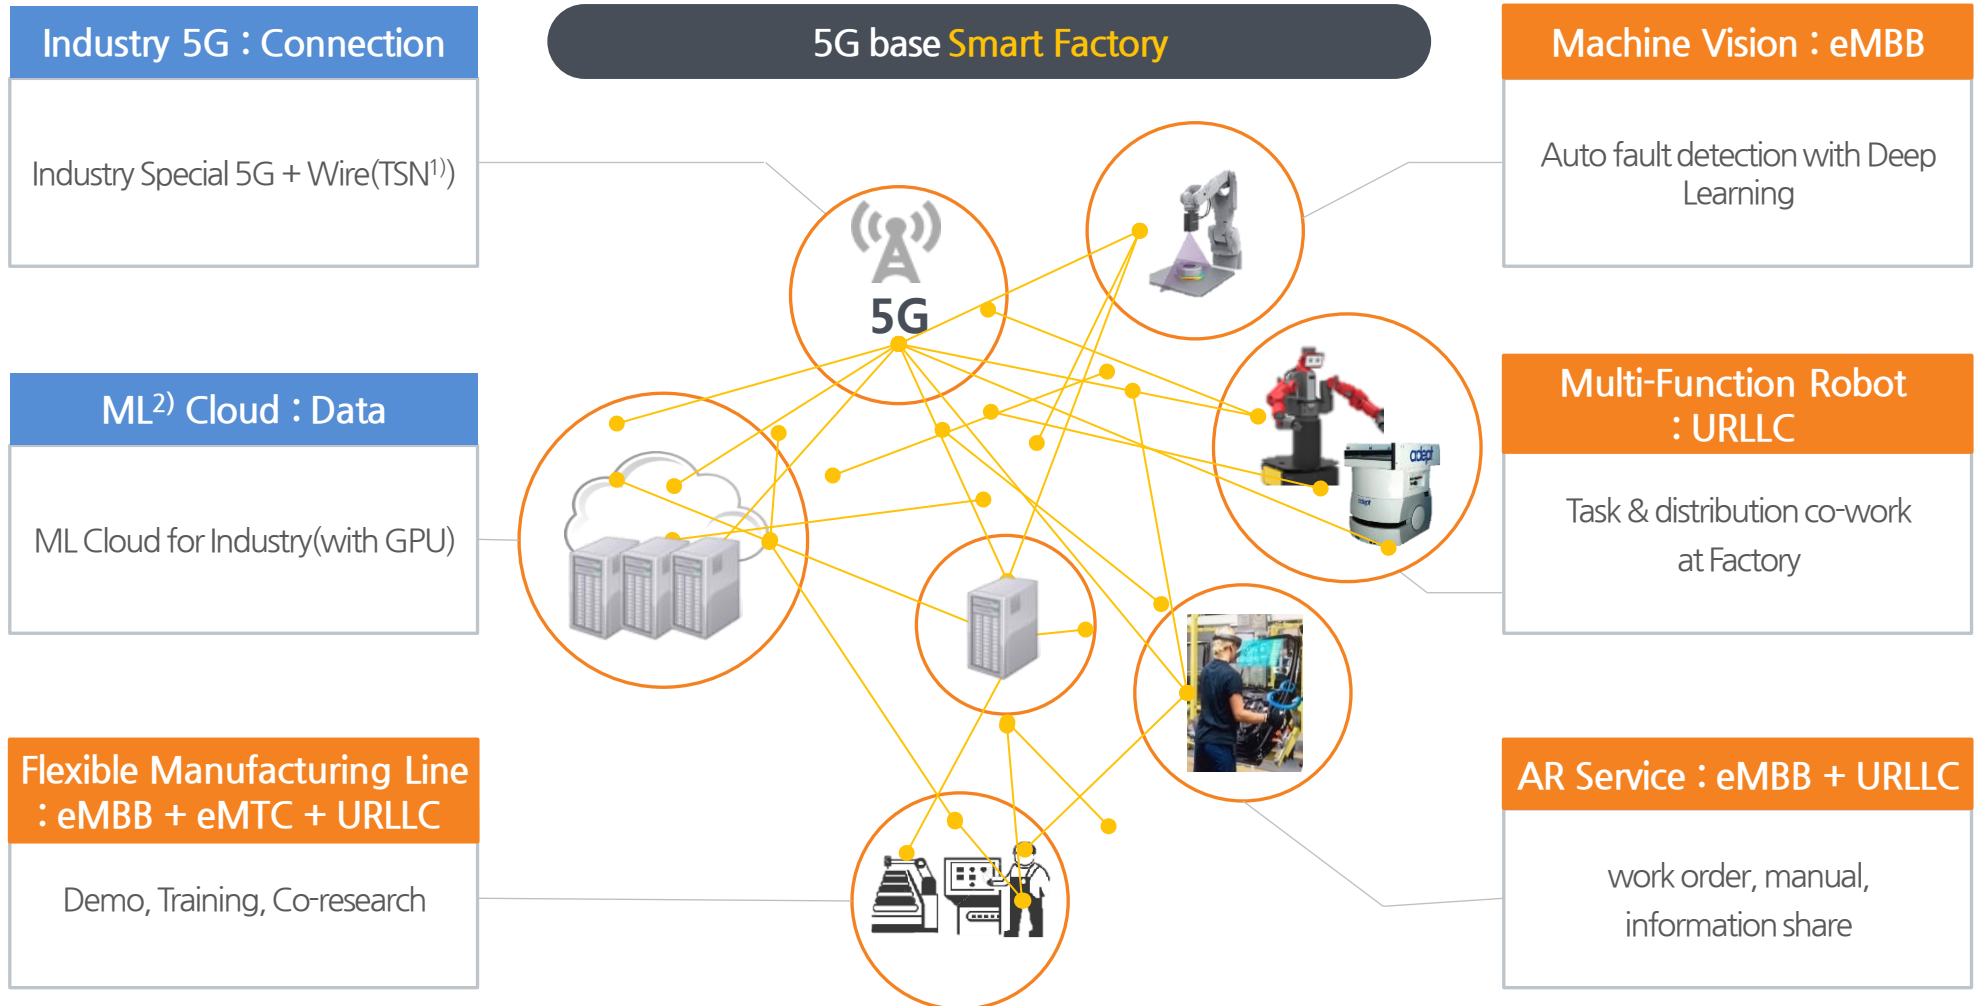 5G base Smart Factory
Industry 5G : Connection
Industry Special 5G + Wire(TSN¹⁾)
ML²⁾ Cloud : Data
ML Cloud for Industry(with GPU)
Flexible Manufacturing Line
: eMBB + eMTC + URLLC
Demo, Training, Co-research
5G
adept
adept
Machine Vision : eMBB
Auto fault detection with Deep
Learning
Multi-Function Robot
: URLLC
Task & distribution co-work
at Factory
AR Service : eMBB + URLLC
work order, manual,
information share